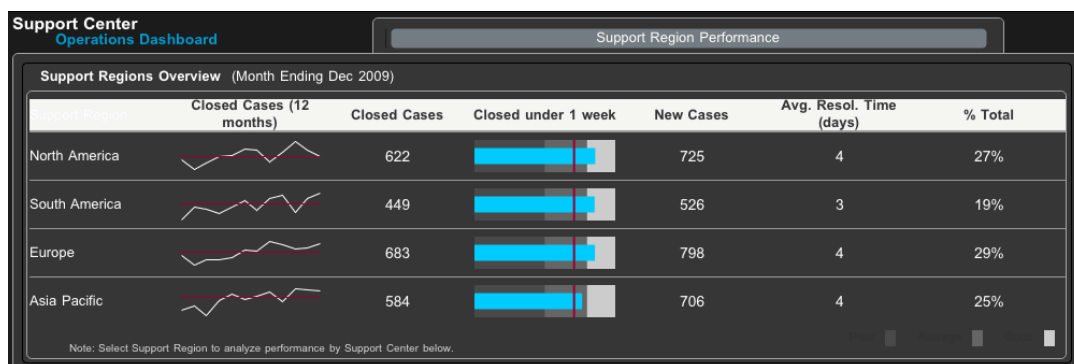 Support Center
Operations Dashboard
Support Region Performance
Support Regions Overview (Month Ending Dec 2009)
Support Region Closed Cases (12 months) Closed Cases Closed under 1 week New Cases Avg. Resol. Time (days) % Total
North America 622 725 4 27%
South America 449 526 3 19%
Europe 683 798 4 29%
Asia Pacific 584 706 4 25%
Note: Select Support Region to analyze performance by Support Center below.